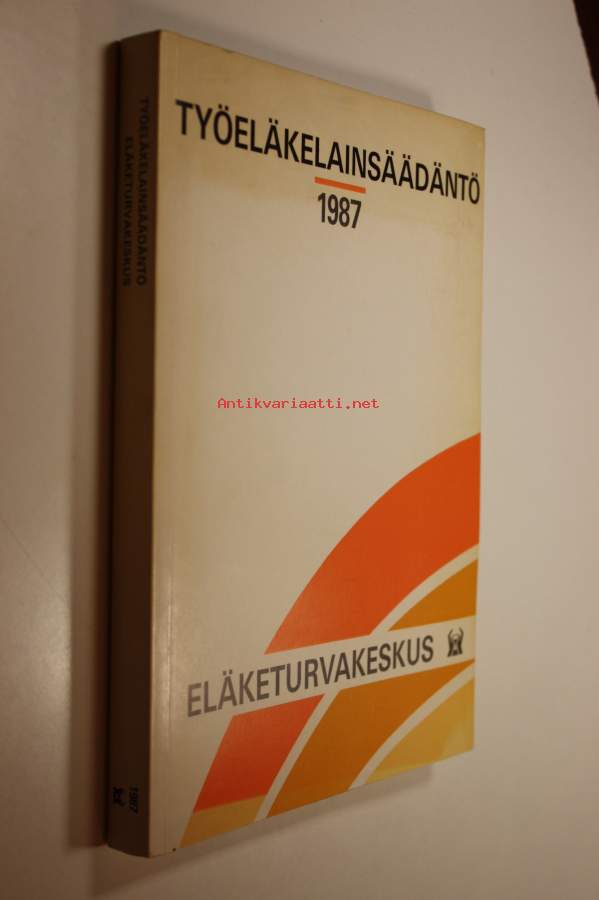 TYÖELÄKELAINSÄÄDÄNTÖ
1987
Antikvariaatti.net
ELÄKETURVAKESKUS
TYÖELÄKELAINSÄÄDÄNTÖ
ELÄKETURVAKESKUS
1987